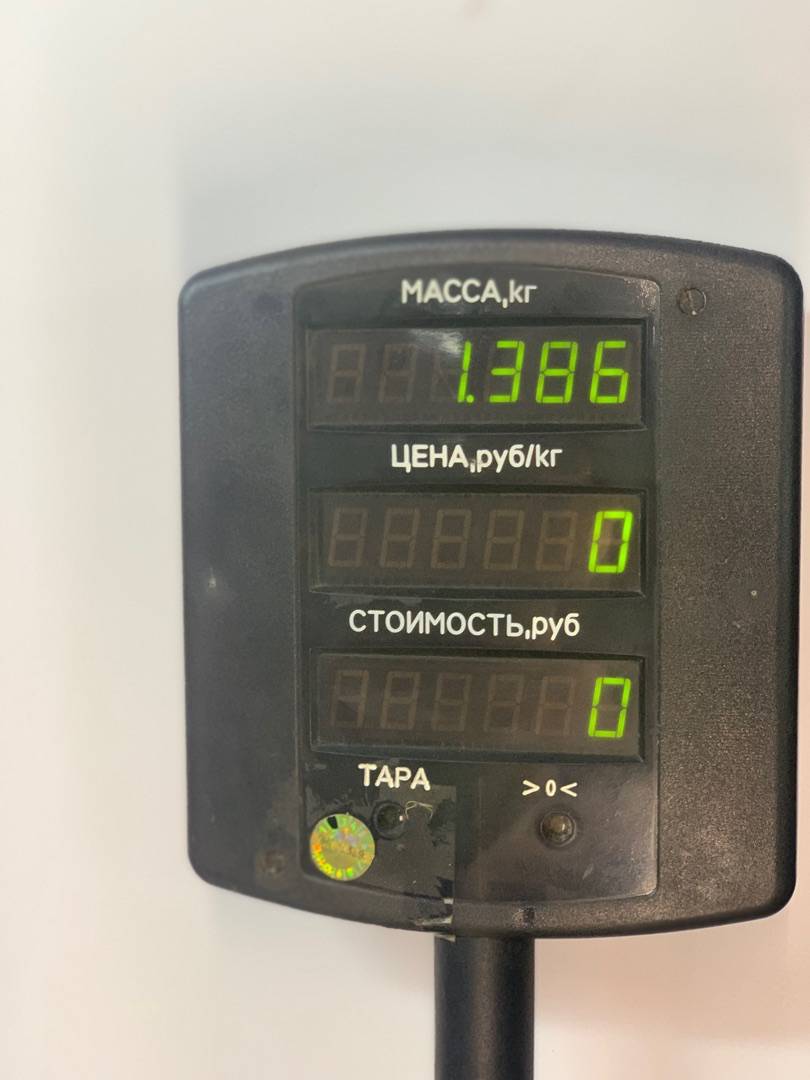 МАССА,кг
1.386
ЦЕНА,руб/кг
0
СТОИМОСТЬ,руб
0
ТАРА >0<